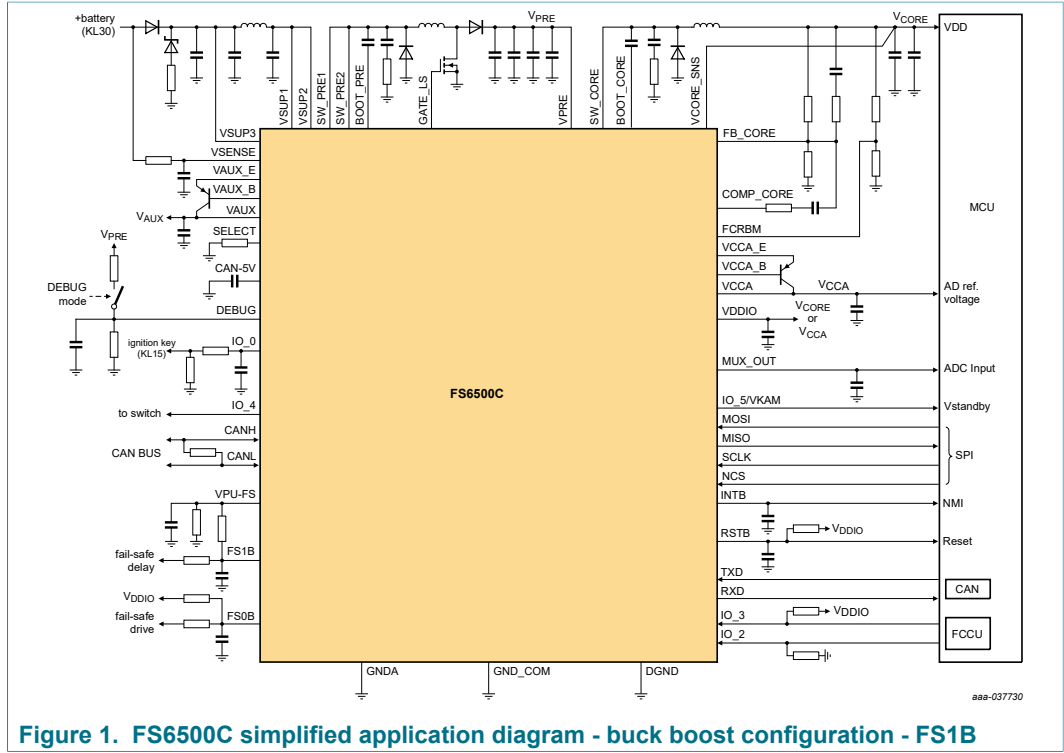 +battery
(KL30)
VSUP1
VSUP2
SW_PRE1
SW_PRE2
BOOT_PRE
GATE_LS
VPRE
VPRE
SW_CORE
BOOT_CORE
VCORE_SNS
VCORE
VDD
VSUP3
VSENSE
VAUX_E
VAUX_B
VAUX
VAUX
SELECT
VPRE
CAN-5V
DEBUG
mode
DEBUG
ignition key
(KL15)
IO_0
to switch
IO_4
CANH
CAN BUS
CANL
VPU-FS
fail-safe
delay
FS1B
VDDIO
fail-safe
drive
FS0B
FS6500C
GNDA
GND_COM
DGND
FB_CORE
COMP_CORE
FCRBM
VCCA_E
VCCA_B
VCCA
VCCA
VDDIO
VCORE
or
VCCA
MUX_OUT
IO_5/VKAM
MOSI
MISO
SCLK
NCS
INTB
RSTB
VDDIO
TXD
RXD
IO_3
VDDIO
IO_2
MCU
AD ref.
voltage
ADC Input
Vstandby
SPI
NMI
Reset
CAN
FCCU
aaa-037730
Figure 1. FS6500C simplified application diagram - buck boost configuration - FS1B